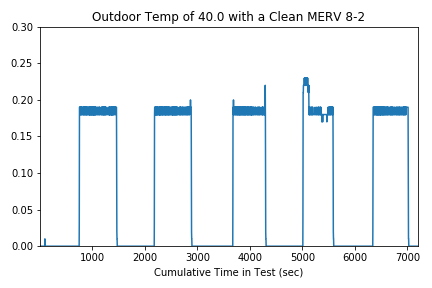 Outdoor Temp of 40.0 with a Clean MERV 8-2
0.30
0.25
0.20
0.15
0.10
0.05
0.00
1000 2000 3000 4000 5000 6000 7000
Cumulative Time in Test (sec)